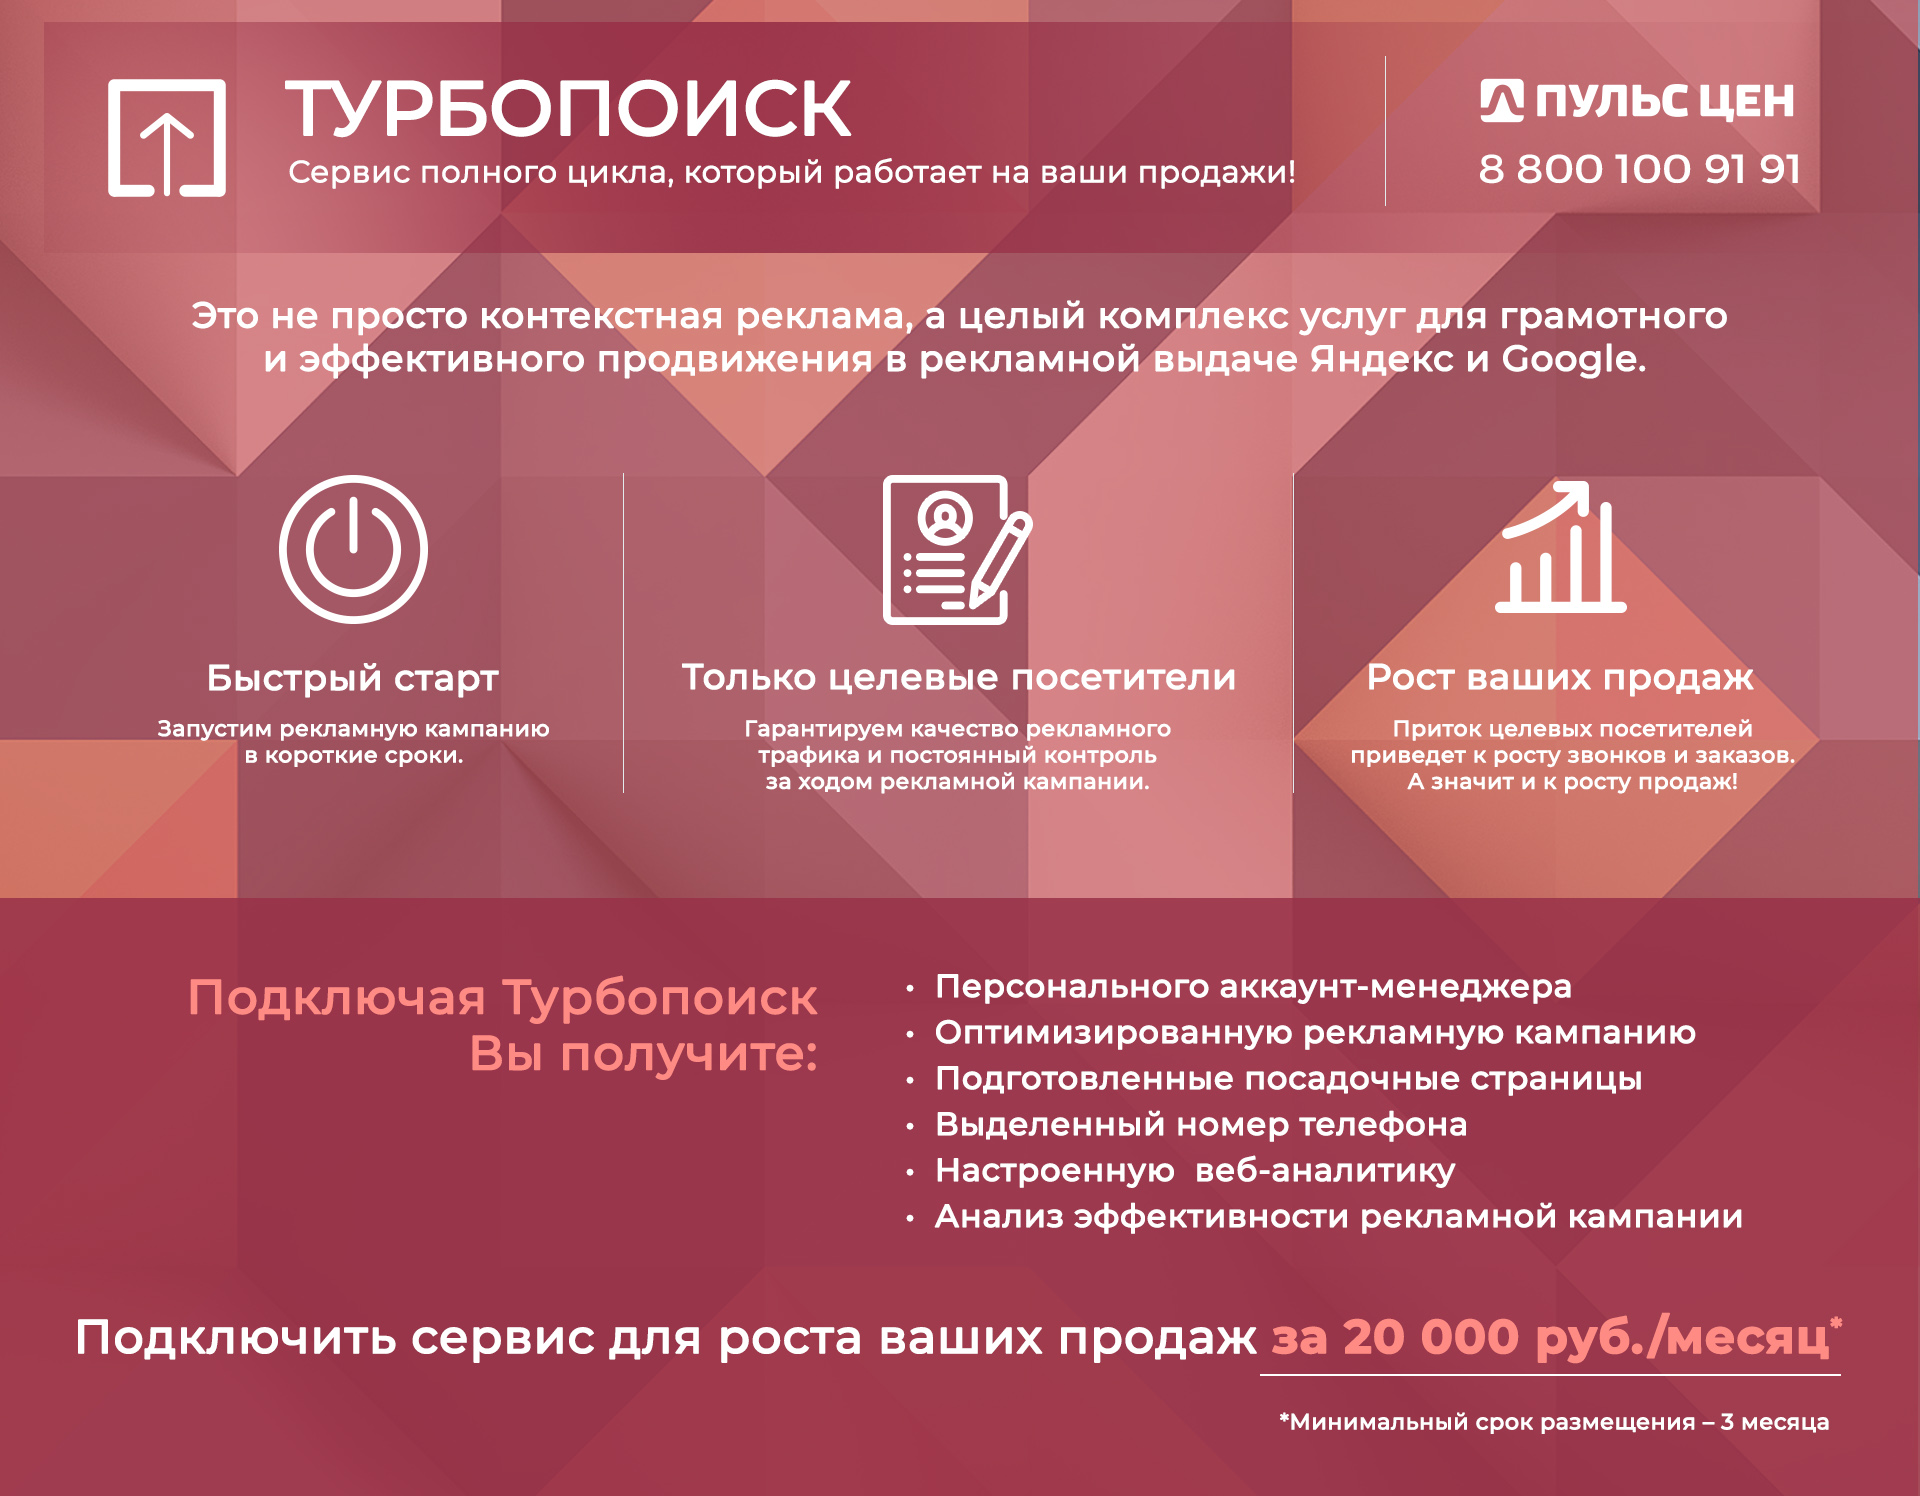 ТУРБОПОИСК
Сервис полного цикла, который работает на ваши продажи!
ПУЛЬС ЦЕН
8 800 100 91 91
Это не просто контекстная реклама, а целый комплекс услуг для грамотного
и эффективного продвижения в рекламной выдаче Яндекс и Google.
Быстрый старт
Запустим рекламную кампанию
в короткие сроки.
Только целевые посетители
Гарантируем качество рекламного
трафика и постоянный контроль
за ходом рекламной кампании.
Рост ваших продаж
Приток целевых посетителей
приведет к росту звонков и заказов.
А значит и к росту продаж!
Подключая Турбопоиск
Вы получите:
• Персонального аккаунт-менеджера
• Оптимизированную рекламную кампанию
• Подготовленные посадочные страницы
• Выделенный номер телефона
• Настроенную  веб-аналитику
• Анализ эффективности рекламной кампании
Подключить сервис для роста ваших продаж за 20 000 руб./месяц*
*Минимальный срок размещения – 3 месяца